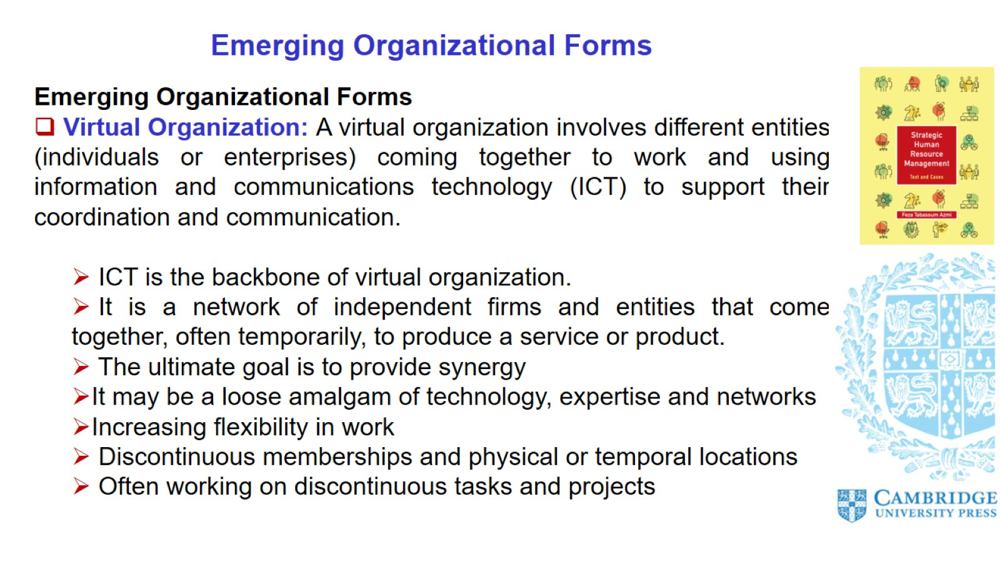 Emerging Organizational Forms
Emerging Organizational Forms
❑ Virtual Organization: A virtual organization involves different entities
(individuals or enterprises) coming together to work and using
information and communications technology (ICT) to support their
coordination and communication.
➢ ICT is the backbone of virtual organization.
➢ It is a network of independent firms and entities that come
together, often temporarily, to produce a service or product.
➢ The ultimate goal is to provide synergy
➢It may be a loose amalgam of technology, expertise and networks
➢Increasing flexibility in work
➢ Discontinuous memberships and physical or temporal locations
➢ Often working on discontinuous tasks and projects
Strategic
Human
Resource
Management
Text and Cases
Feza Tabassum Azmi
CAMBRIDGE
UNIVERSITY PRESS